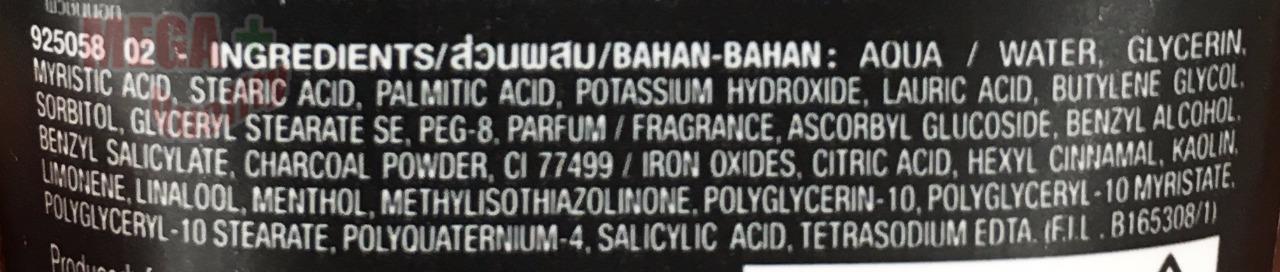 925058 02 - INGREDIENTS/ส่วนผสม/BAHAN-BAHAN: AQUA / WATER, GLYCERIN,
MYRISTIC ACID, STEARIC ACID, PALMITIC ACID, POTASSIUM HYDROXIDE, LAURIC ACID, BUTYLENE GLYCOL,
SORBITOL, GLYCERYL STEARATE SE, PEG-8, PARFUM / FRAGRANCE, ASCORBYL GLUCOSIDE, BENZYL ALCOHOL,
BENZYL SALICYLATE, CHARCOAL POWDER, CI 77499 / IRON OXIDES, CITRIC ACID, HEXYL CINNAMAL, KAOLIN,
LIMONENE, LINALOOL, MENTHOL, METHYLISOTHIAZOLINONE, POLYGLYCERIN-10, POLYGLYCERYL-10 MYRISTATE,
POLYGLYCERYL-10 STEARATE, POLYQUATERNIUM-4, SALICYLIC ACID, TETRASODIUM EDTA. (F.I.L . B165308/1)